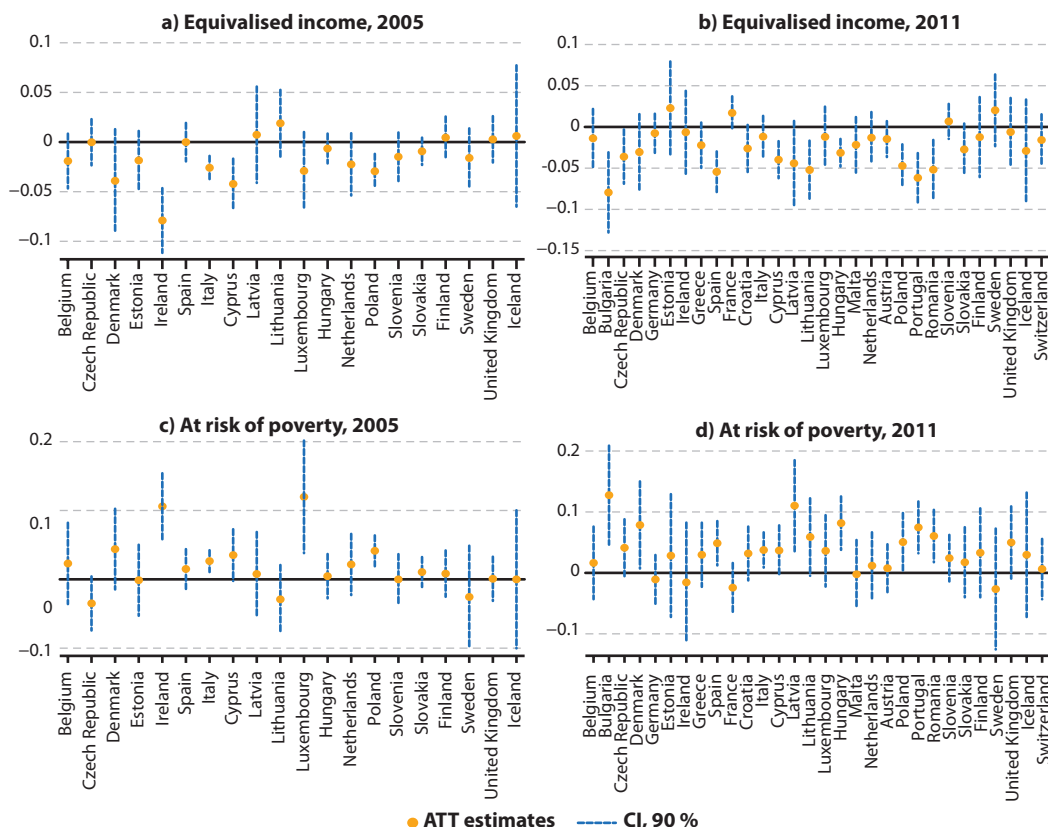 a) Equivalised income, 2005
0.1
0.05
0
−0.05
−0.1
Belgium
Czech Republic
Denmark
Estonia
Ireland
Spain
Italy
Cyprus
Latvia
Lithuania
Luxembourg
Hungary
Netherlands
Poland
Slovenia
Slovakia
Finland
Sweden
United Kingdom
Iceland
b) Equivalised income, 2011
0.1
0.05
0
−0.05
−0.1
−0.15
Belgium
Bulgaria
Czech Republic
Denmark
Germany
Estonia
Ireland
Greece
Spain
France
Croatia
Italy
Cyprus
Latvia
Lithuania
Luxembourg
Hungary
Malta
Netherlands
Austria
Poland
Portugal
Romania
Slovenia
Slovakia
Finland
Sweden
United Kingdom
Iceland
Switzerland
c) At risk of poverty, 2005
0.2
0.1
0
−0.1
Belgium
Czech Republic
Denmark
Estonia
Ireland
Spain
Italy
Cyprus
Latvia
Lithuania
Luxembourg
Hungary
Netherlands
Poland
Slovenia
Slovakia
Finland
Sweden
United Kingdom
Iceland
d) At risk of poverty, 2011
0.2
0.1
0
−0.1
Belgium
Bulgaria
Czech Republic
Denmark
Germany
Estonia
Ireland
Greece
Spain
France
Croatia
Italy
Cyprus
Latvia
Lithuania
Luxembourg
Hungary
Malta
Netherlands
Austria
Poland
Portugal
Romania
Slovenia
Slovakia
Finland
Sweden
United Kingdom
Iceland
Switzerland
ATT estimates
CI, 90 %